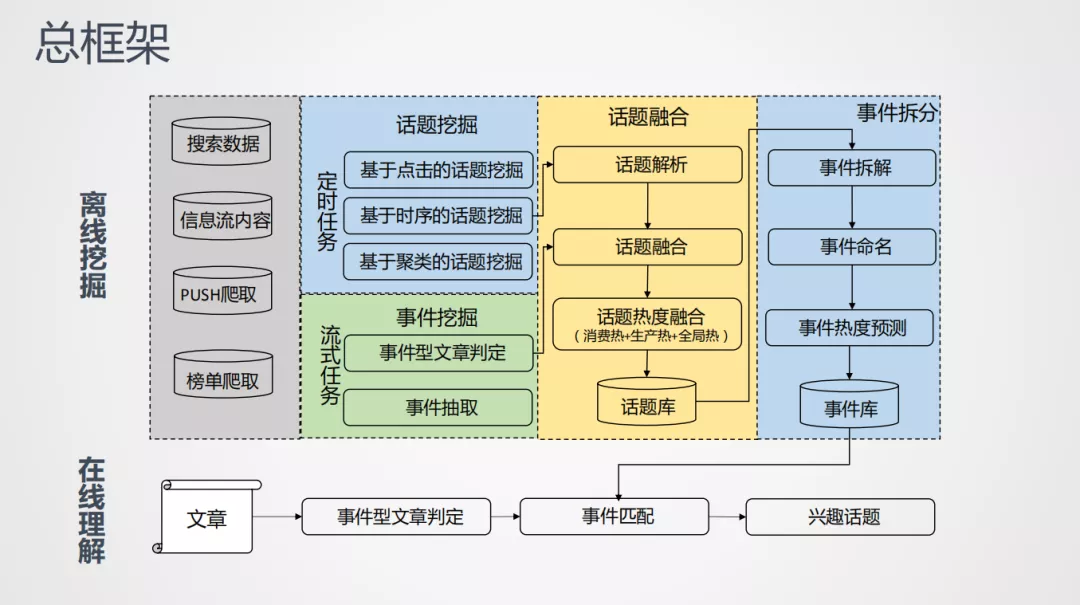 总框架
离线挖掘
搜索数据
信息流内容
PUSH爬取
榜单爬取
话题挖掘
定时任务
基于点击的话题挖掘
基于时序的话题挖掘
基于聚类的话题挖掘
事件挖掘
流式任务
事件型文章判定
事件抽取
话题融合
话题解析
话题融合
话题热度融合
（消费热+生产热+全局热）
话题库
事件拆分
事件拆解
事件命名
事件热度预测
事件库
在线理解
文章
事件型文章判定
事件匹配
兴趣话题